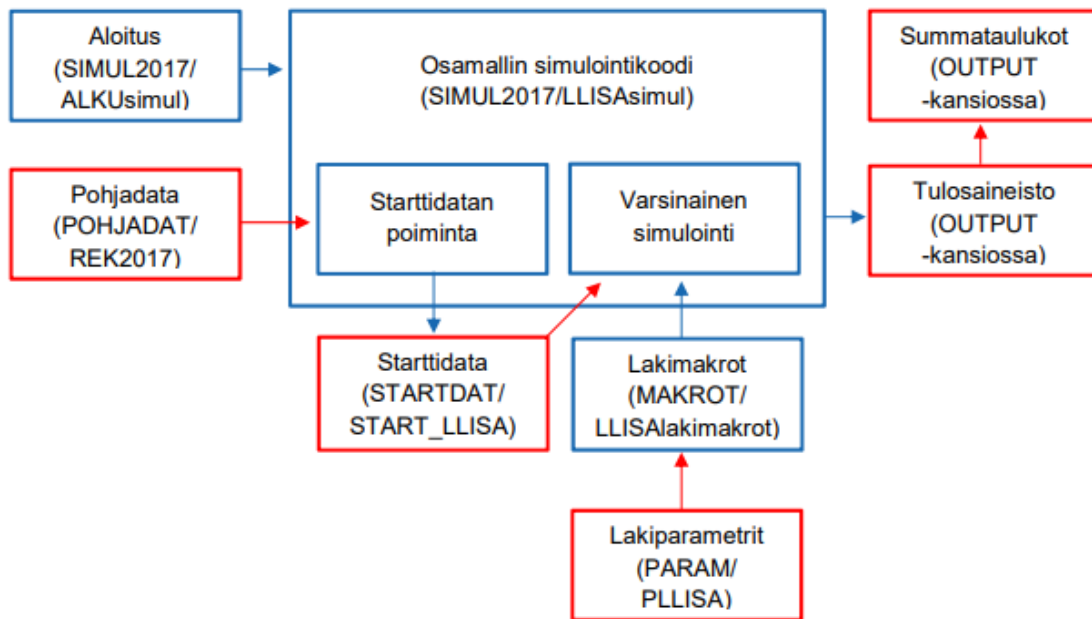 Aloitus
(SIMUL2017/
ALKUsimul)
Osamallin simulointikoodi
(SIMUL2017/LLISAsimul)
Summataulukot
(OUTPUT
-kansiossa)
Pohjadata
(POHJADAT/
REK2017)
Starttidatan
poiminta
Varsinainen
simulointi
Tulosaineisto
(OUTPUT
-kansiossa)
Starttidata
(STARTDAT/
START_LLISA)
Lakimakrot
(MAKROT/
LLISAlakimakrot)
Lakiparametrit
(PARAM/
PLLISA)